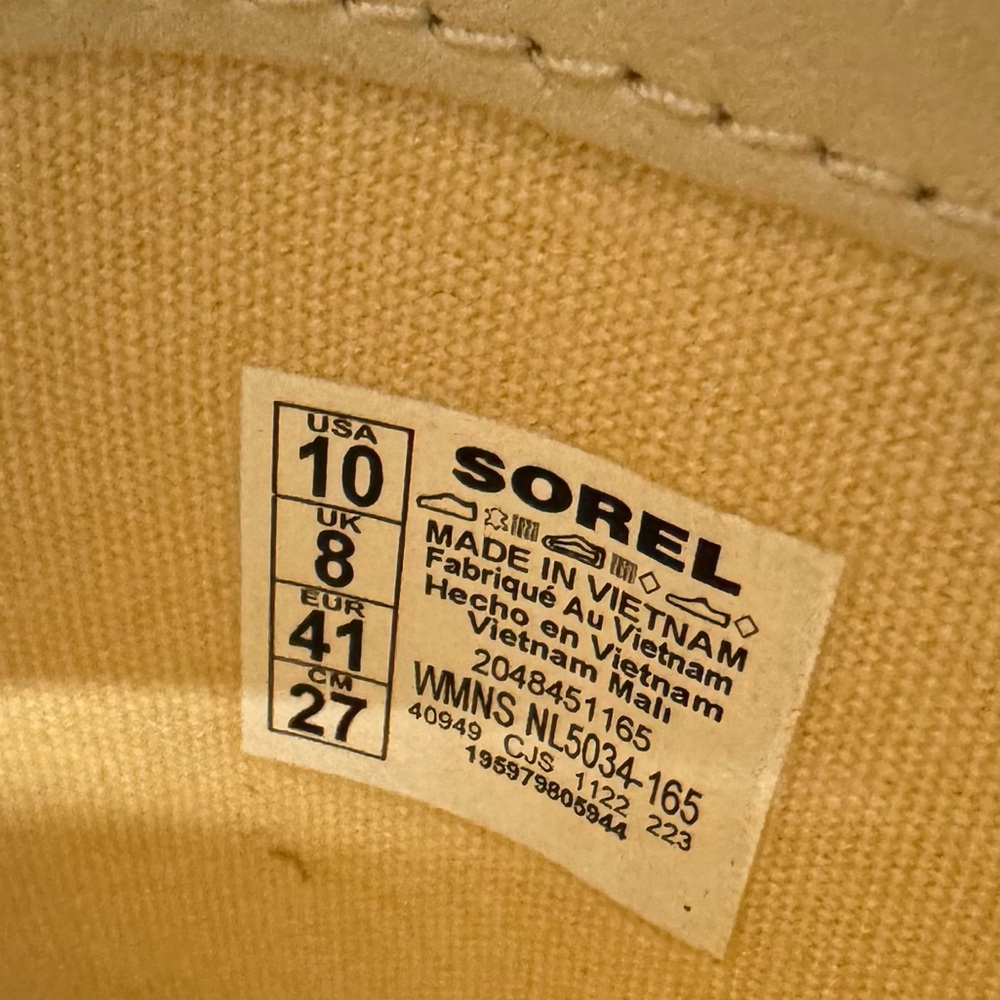 USA
10
UK
8
EUR
41
CM
27
SOREL
MADE IN VIETNAM
Fabriqué Au Vietnam
Hecho en Vietnam
Vietnam Malı
2048451165
WMNS NL5034-165
40949 CJS 1122 223
195979805944